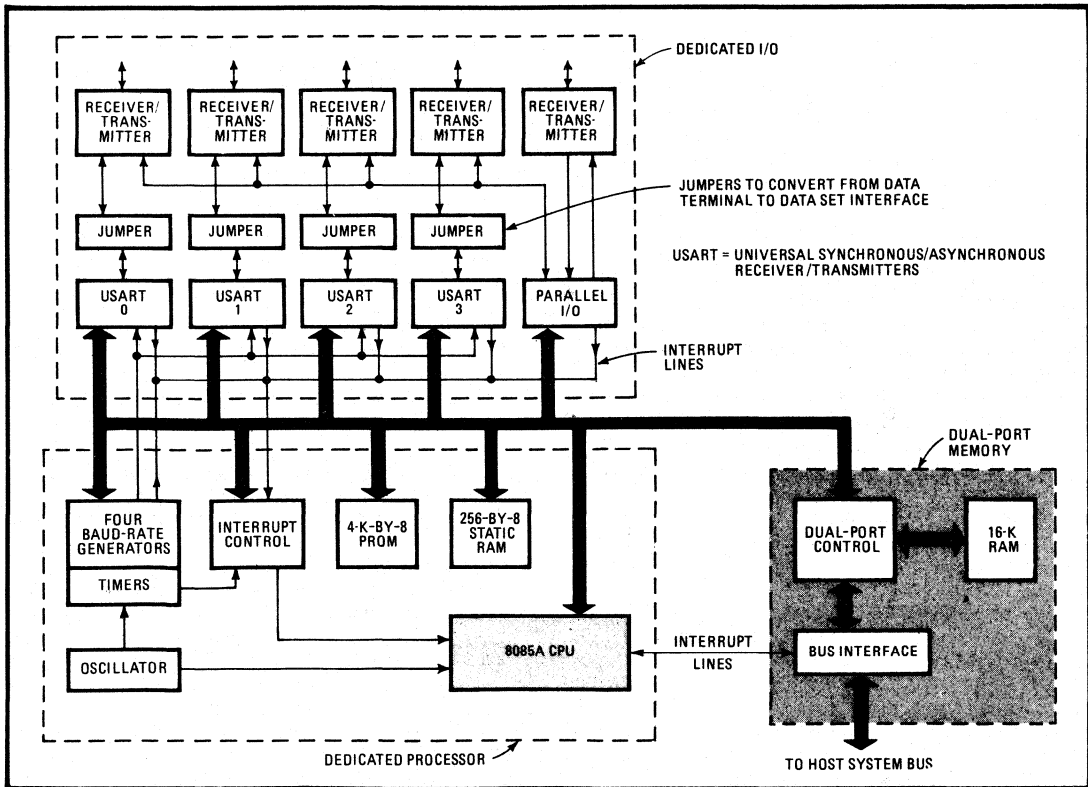 DEDICATED I/O
RECEIVER/
TRANS-
MITTER
RECEIVER/
TRANS-
MITTER
RECEIVER/
TRANS-
MITTER
RECEIVER/
TRANS-
MITTER
RECEIVER/
TRANS-
MITTER
JUMPERS TO CONVERT FROM DATA
TERMINAL TO DATA SET INTERFACE
JUMPER
JUMPER
JUMPER
JUMPER
USART = UNIVERSAL SYNCHRONOUS/ASYNCHRONOUS
RECEIVER/TRANSMITTERS
USART
0
USART
1
USART
2
USART
3
PARALLEL
I/O
INTERRUPT
LINES
DUAL-PORT
MEMORY
FOUR
BAUD-RATE
GENERATORS
TIMERS
INTERRUPT
CONTROL
4-K-BY-8
PROM
256-BY-8
STATIC
RAM
DUAL-PORT
CONTROL
16-K
RAM
OSCILLATOR
8085A CPU
INTERRUPT
LINES
BUS INTERFACE
DEDICATED PROCESSOR
TO HOST SYSTEM BUS